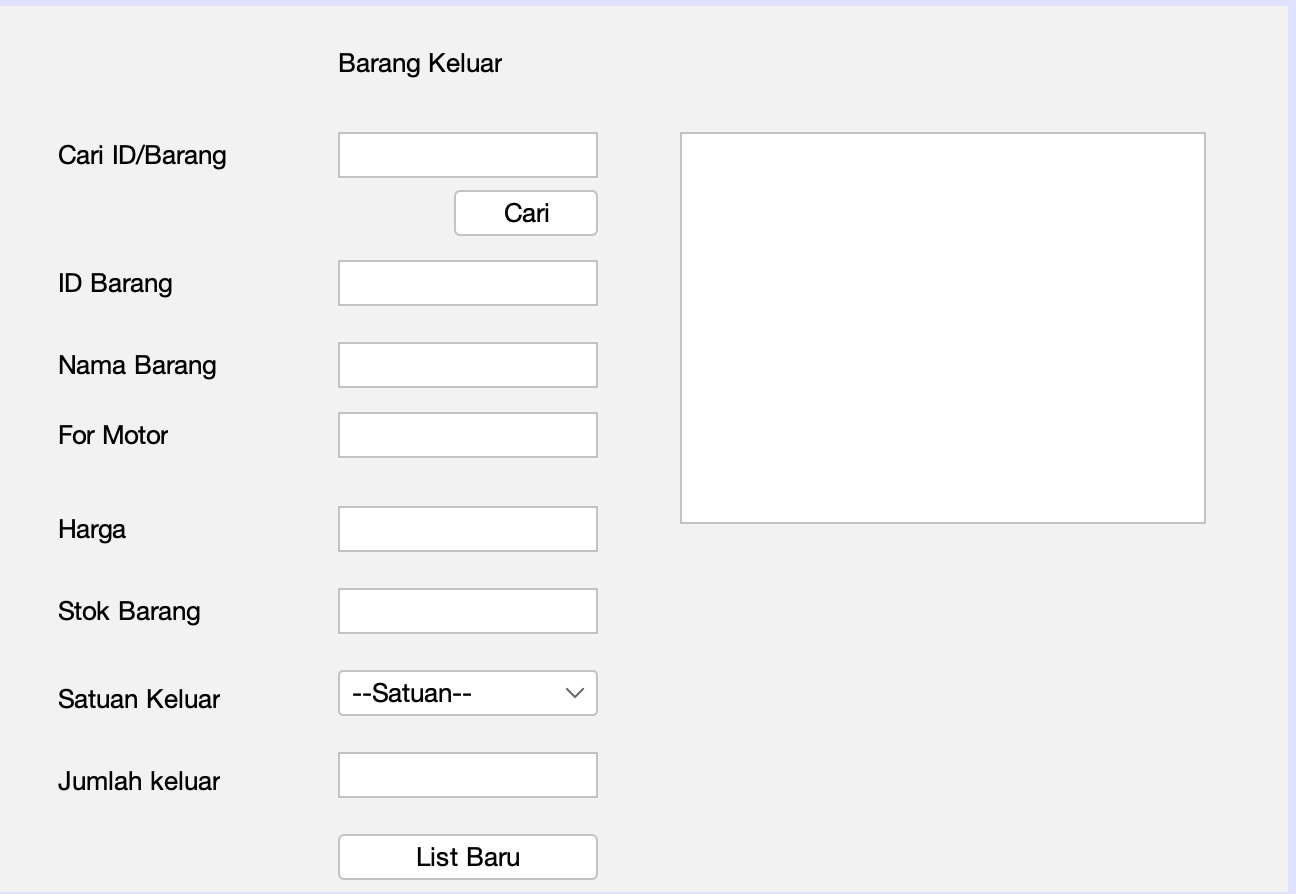 Barang Keluar
Cari ID/Barang
Cari
ID Barang
Nama Barang
For Motor
Harga
Stok Barang
Satuan Keluar --Satuan--
Jumlah keluar
List Baru